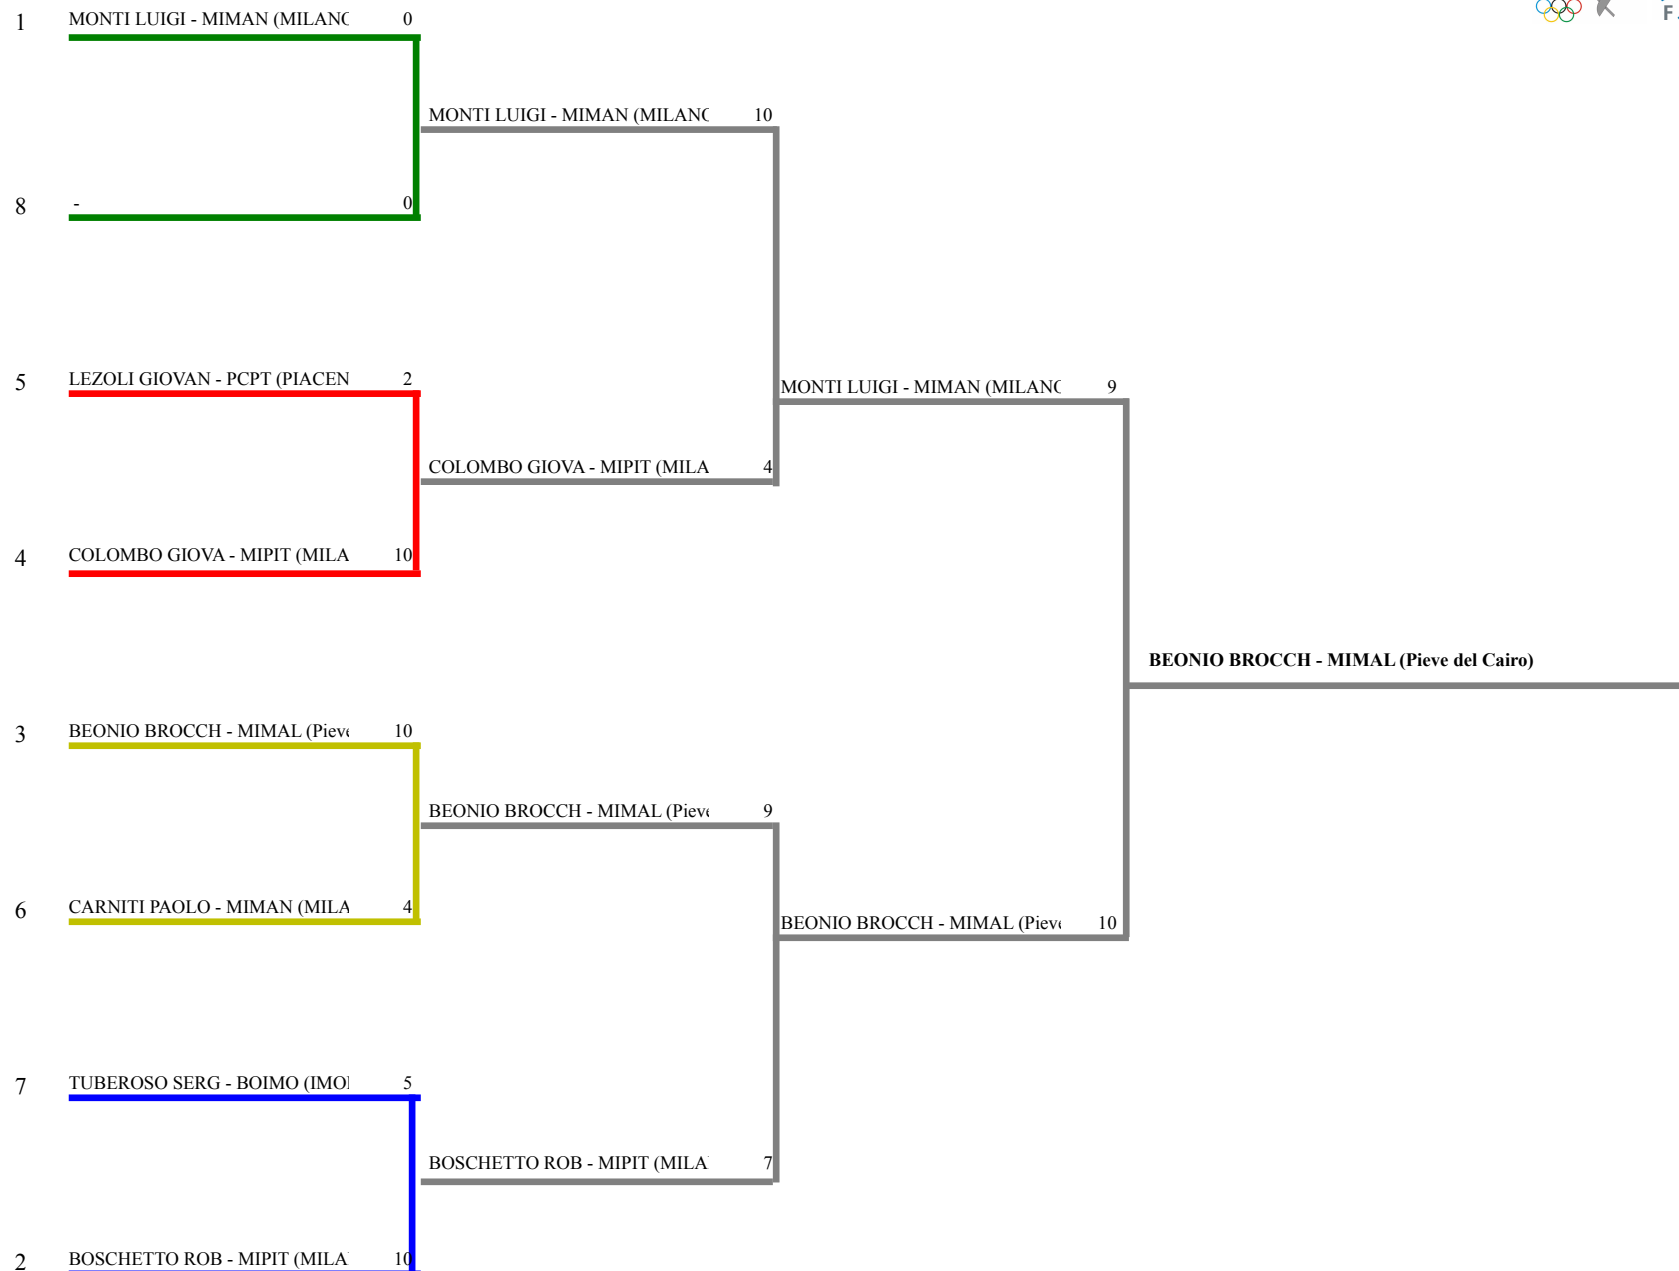 1 MONTI LUIGI - MIMAN (MILANO 0
F
MONTI LUIGI - MIMAN (MILANO 10
8 - 0
5 LEZOLI GIOVAN - PCPT (PIACEN 2
MONTI LUIGI - MIMAN (MILANO 9
COLOMBO GIOVA - MIPIT (MILA 4
4 COLOMBO GIOVA - MIPIT (MILA 10
BEONIO BROCCH - MIMAL (Pieve del Cairo)
3 BEONIO BROCCH - MIMAL (Pieve 10
BEONIO BROCCH - MIMAL (Pieve 9
6 CARNITI PAOLO - MIMAN (MILA 4
BEONIO BROCCH - MIMAL (Pieve 10
7 TUBEROSO SERG - BOIMO (IMO 5
BOSCHETTO ROB - MIPIT (MILA 7
2 BOSCHETTO ROB - MIPIT (MILA 10